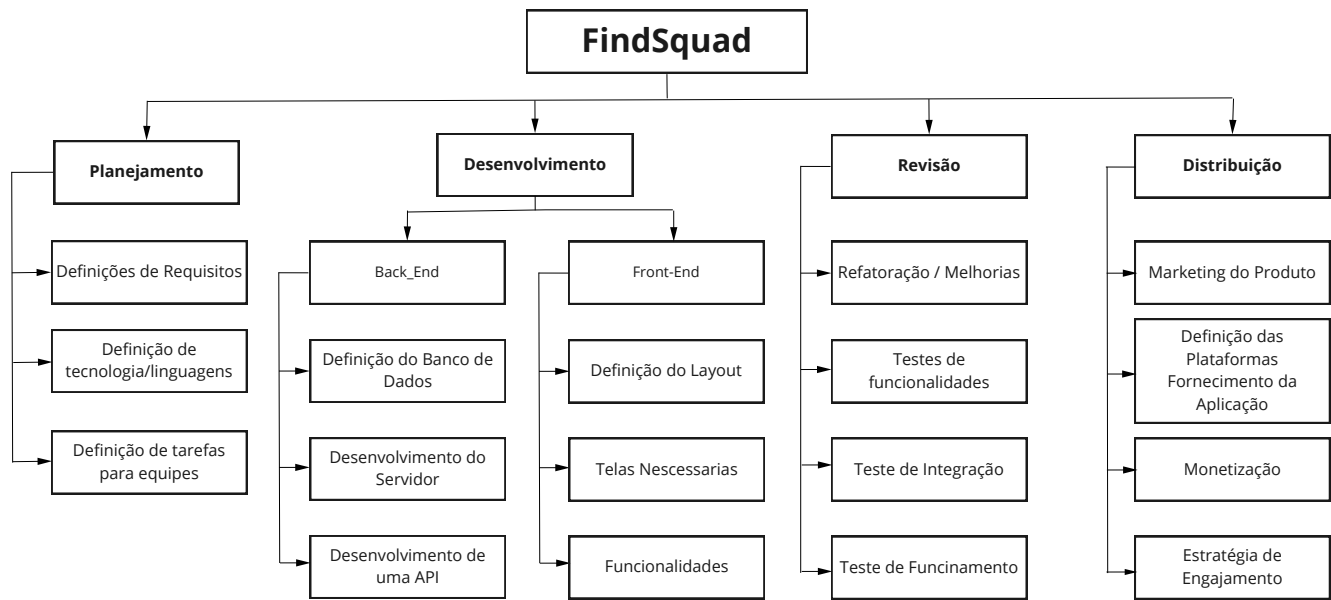 FindSquad
Planejamento
Definições de Requisitos
Definição de
tecnologia/linguagens
Definição de tarefas
para equipes
Desenvolvimento
Back_End
Definição do Banco de
Dados
Desenvolvimento do
Servidor
Desenvolvimento de
uma API
Front-End
Definição do Layout
Telas Nescessarias
Funcionalidades
Revisão
Refatoração / Melhorias
Testes de
funcionalidades
Teste de Integração
Teste de Funcinamento
Distribuição
Marketing do Produto
Definição das
Plataformas
Fornecimento da
Aplicação
Monetização
Estratégia de
Engajamento